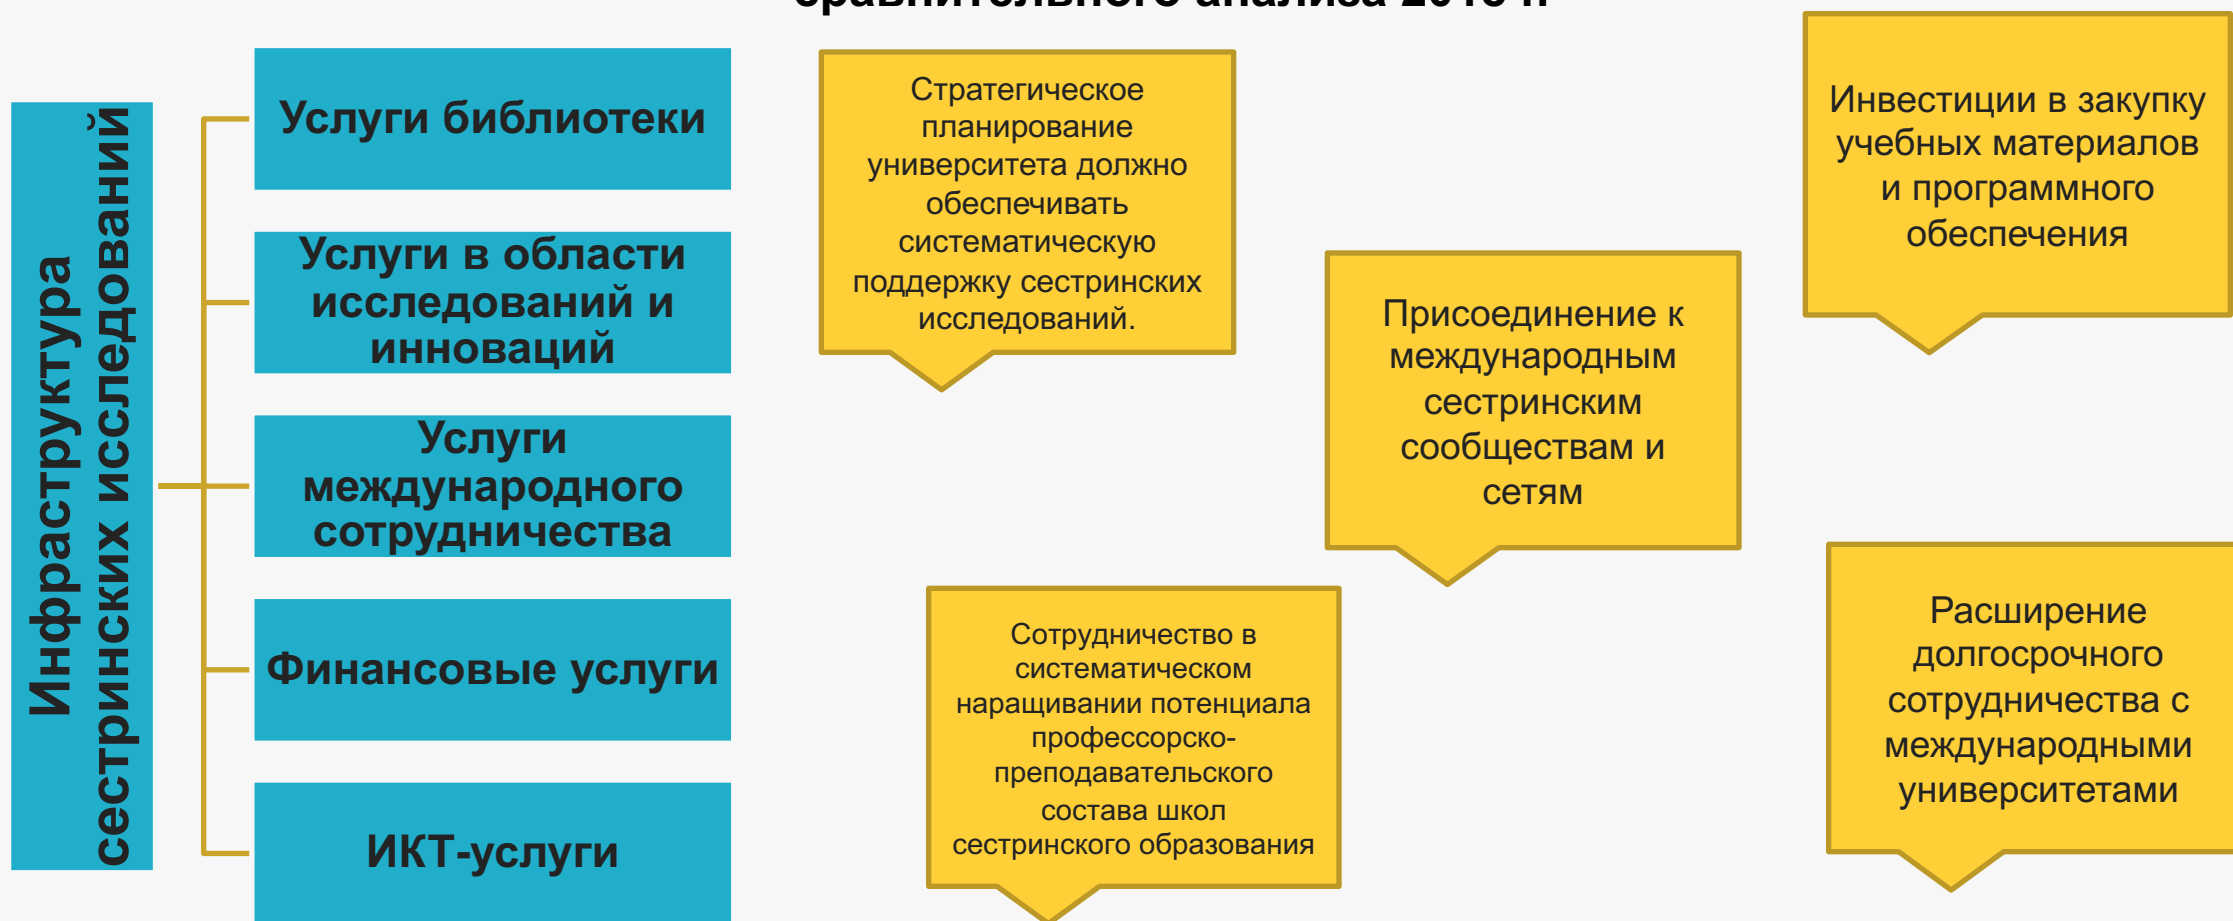 сравнительного анализа
Инфраструктура
сестринских исследований
Услуги библиотеки
Услуги в области
исследований и
инноваций
Услуги
международного
сотрудничества
Финансовые услуги
ИКТ-услуги
Стратегическое
планирование
университета должно
обеспечивать
систематическую
поддержку сестринских
исследований.
Сотрудничество в
систематическом
наращивании потенциала
профессорско-
преподавательского
состава школ
сестринского образования
Присоединение к
международным
сестринским
сообществам и
сетям
Инвестиции в закупку
учебных материалов
и программного
обеспечения
Расширение
долгосрочного
сотрудничества с
международными
университетами